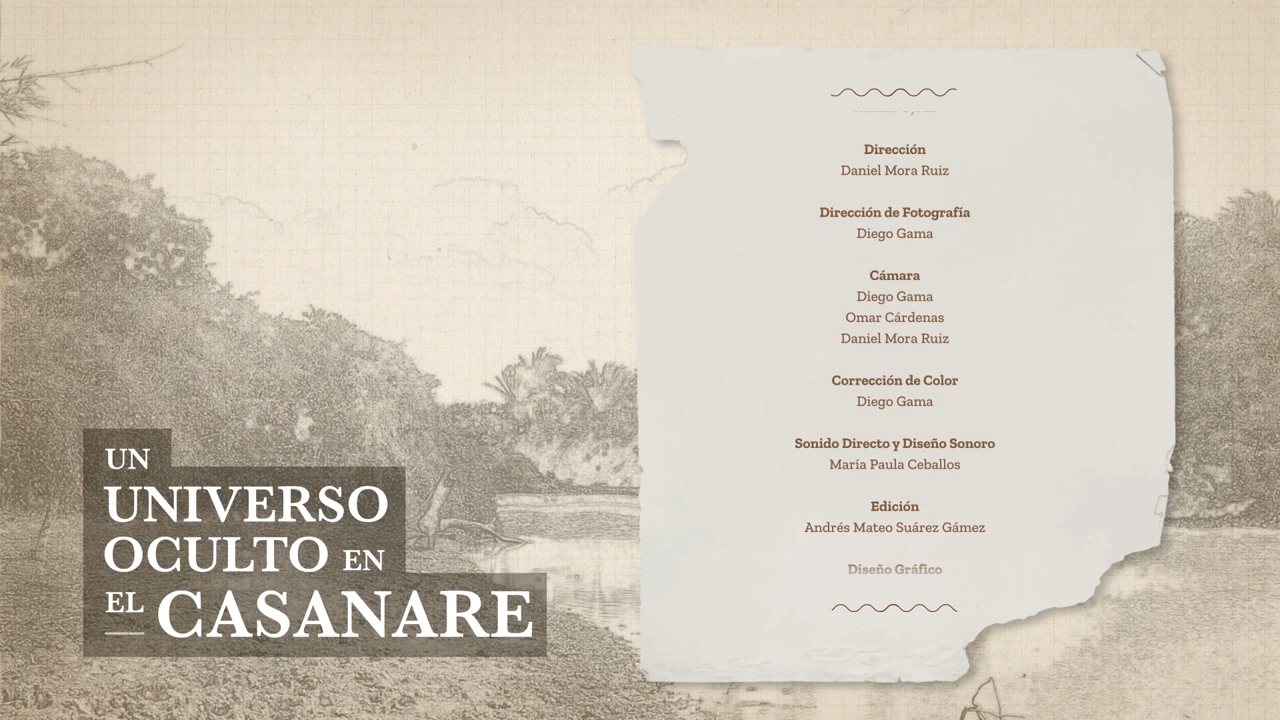 UN
UNIVERSO
OCULTO EN
EL CASANARE
Dirección
Daniel Mora Ruiz
Dirección de Fotografía
Diego Gama
Cámara
Diego Gama
Omar Cárdenas
Daniel Mora Ruiz
Corrección de Color
Diego Gama
Sonido Directo y Diseño Sonoro
María Paula Ceballos
Edición
Andrés Mateo Suárez Gámez
Diseño Gráfico